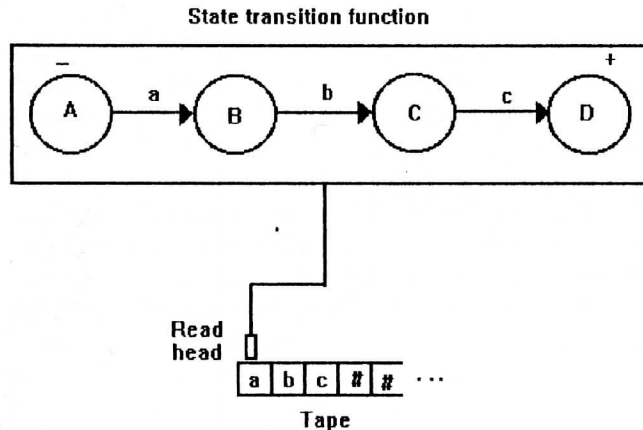 State transition function
− +
a b c
A B C D
Read
head
a b c # # ...
Tape